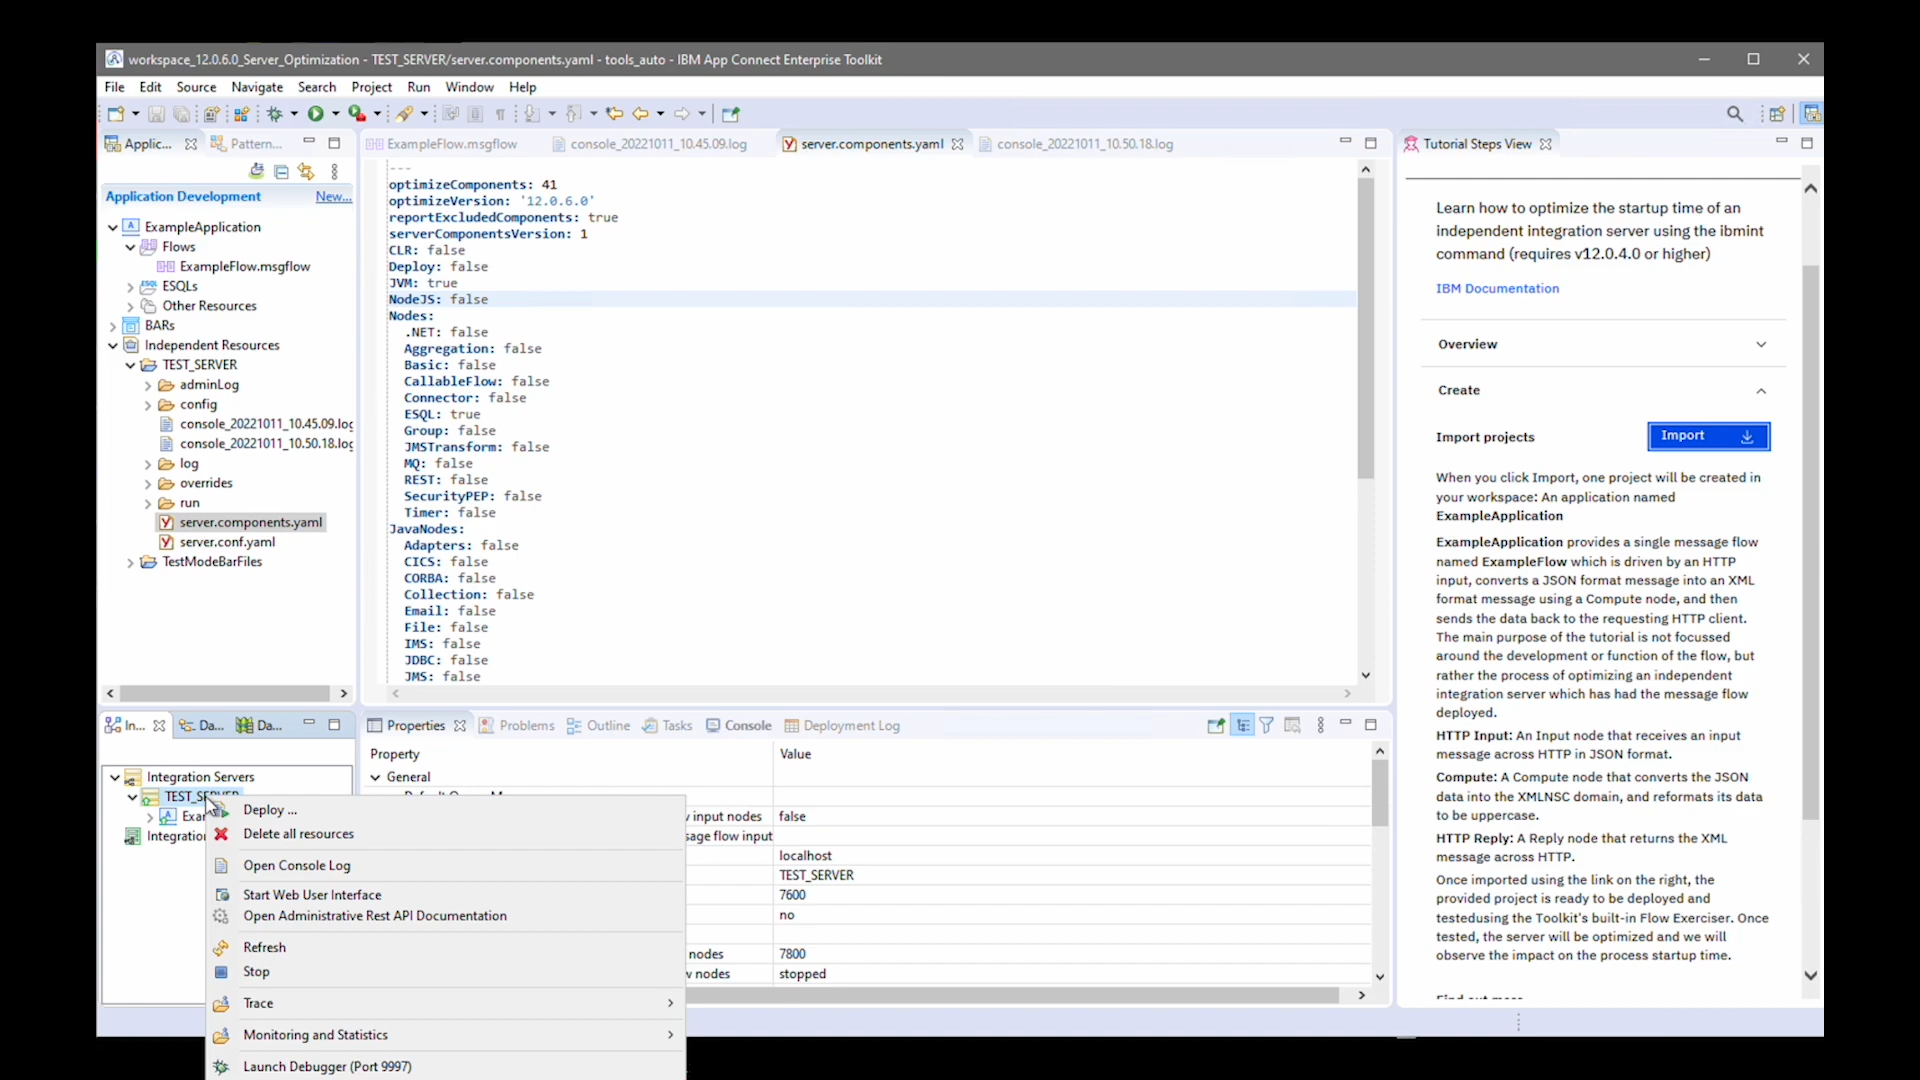 workspace_12.0.6.0_Server_Optimization - TEST_SERVER/server.components.yaml - tools_auto - IBM App Connect Enterprise Toolkit
File Edit Source Navigate Search Project Run Window Help
Applic... Pattern...
ExampleFlow.msgflow console_20221011_10.45.09.log server.components.yaml console_20221011_10.50.18.log
Tutorial Steps View
Application Development New...
ExampleApplication
Flows
ExampleFlow.msgflow
ESQLs
Other Resources
BARs
Independent Resources
TEST_SERVER
adminLog
config
console_20221011_10.45.09.log
console_20221011_10.50.18.log
log
overrides
run
server.components.yaml
server.conf.yaml
TestModeBarFiles
---
optimizeComponents: 41
optimizeVersion: '12.0.6.0'
reportExcludedComponents: true
serverComponentsVersion: 1
CLR: false
Deploy: false
JVM: true
NodeJS: false
Nodes:
.NET: false
Aggregation: false
Basic: false
CallableFlow: false
Connector: false
ESQL: true
Group: false
JMSTransform: false
MQ: false
REST: false
SecurityPEP: false
Timer: false
JavaNodes:
Adapters: false
CICS: false
CORBA: false
Collection: false
Email: false
File: false
IMS: false
JDBC: false
JMS: false
Learn how to optimize the startup time of an
independent integration server using the ibmint
command (requires v12.0.4.0 or higher)
IBM Documentation
Overview
Create
Import projects Import
When you click Import, one project will be created in
your workspace: An application named
ExampleApplication
ExampleApplication provides a single message flow
named ExampleFlow which is driven by an HTTP
input, converts a JSON format message into an XML
format message using a Compute node, and then
sends the data back to the requesting HTTP client.
The main purpose of the tutorial is not focussed
around the development or function of the flow, but
rather the process of optimizing an independent
integration server which has had the message flow
deployed.
HTTP Input: An Input node that receives an input
message across HTTP in JSON format.
Compute: A Compute node that converts the JSON
data into the XMLNSC domain, and reformats its data
to be uppercase.
HTTP Reply: A Reply node that returns the XML
message across HTTP.
Once imported using the link on the right, the
provided project is ready to be deployed and
testedusing the Toolkit's built-in Flow Exerciser. Once
tested, the server will be optimized and we will
observe the impact on the process startup time.
In... Da... Da...
Integration Servers
TEST_SERVER
Exa
Integration
Deploy ...
Delete all resources
Open Console Log
Start Web User Interface
Open Administrative Rest API Documentation
Refresh
Stop
Trace
Monitoring and Statistics
Launch Debugger (Port 9997)
Properties Problems Outline Tasks Console Deployment Log
Property Value
General
input nodes false
sage flow input
localhost
TEST_SERVER
7600
no
nodes 7800
nodes stopped